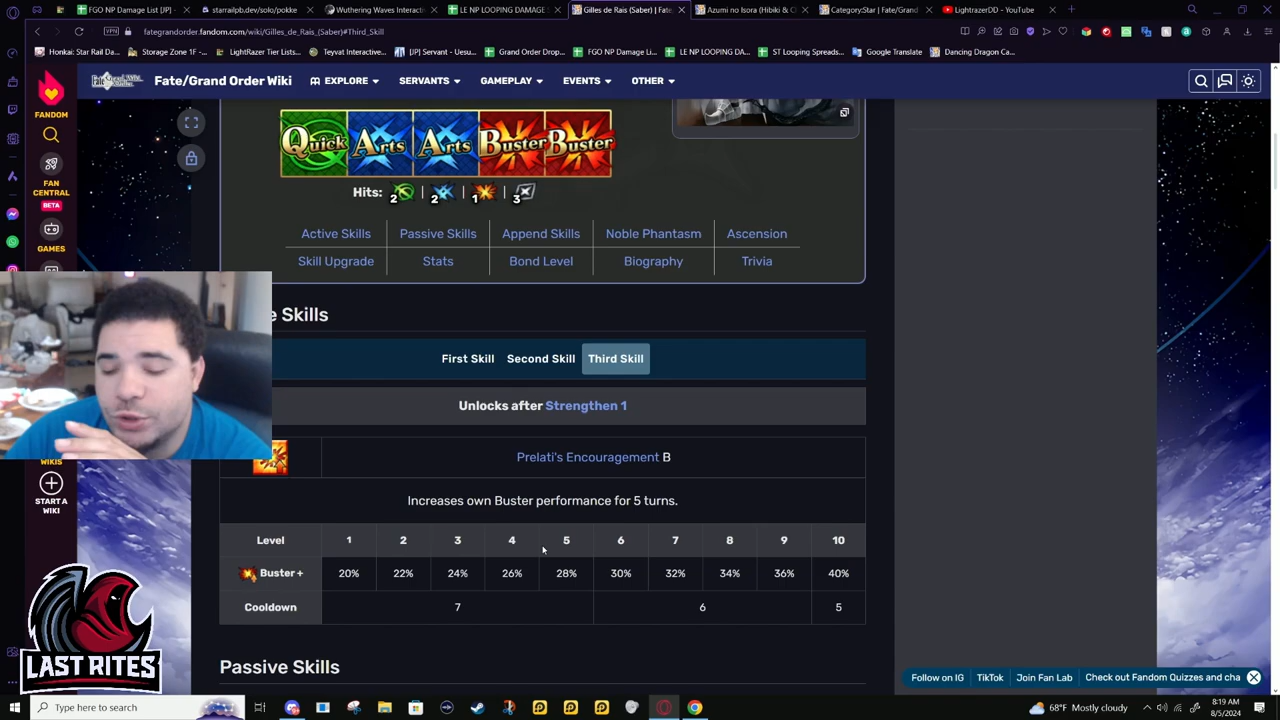 FGO NP Damage List [JP]
starrailpb.dev/solo/pokke
Wuthering Waves Interactiv
LE NP LOOPING DAMAGE
Gilles de Rais (Saber) | Fate
Azumi no Isora (Hibiki & C
Category:Star | Fate/Grand
LightrazerDD - YouTube
VPN
fategrandorder.fandom.com/wiki/Gilles_de_Rais_(Saber)#Third_Skill
Honkai: Star Rail Da...
Storage Zone 1F -...
LightRazer Tier Lists...
Teyvat Interactive...
[JP] Servant - Uesu...
Grand Order Drop...
FGO NP Damage Li...
LE NP LOOPING DA...
ST Looping Spreads...
Google Translate
Dancing Dragon Ca...
Fate/Grand Order Wiki
EXPLORE
SERVANTS
GAMEPLAY
EVENTS
OTHER
FANDOM
FAN CENTRAL
BETA
GAMES
WIKIS
START A WIKI
Quick Arts Arts Buster Buster
Hits: 2 | 2 | 1 | 3
Active Skills Passive Skills Append Skills Noble Phantasm Ascension
Skill Upgrade Stats Bond Level Biography Trivia
e Skills
First Skill Second Skill Third Skill
Unlocks after Strengthen 1
Prelati's Encouragement B
Increases own Buster performance for 5 turns.
Level 1 2 3 4 5 6 7 8 9 10
Buster + 20% 22% 24% 26% 28% 30% 32% 34% 36% 40%
Cooldown 7 6 5
Passive Skills
LAST RITES
Follow on IG TikTok Join Fan Lab Check out Fandom Quizzes and cha
Type here to search
68°F Mostly cloudy
8:19 AM
8/5/2024